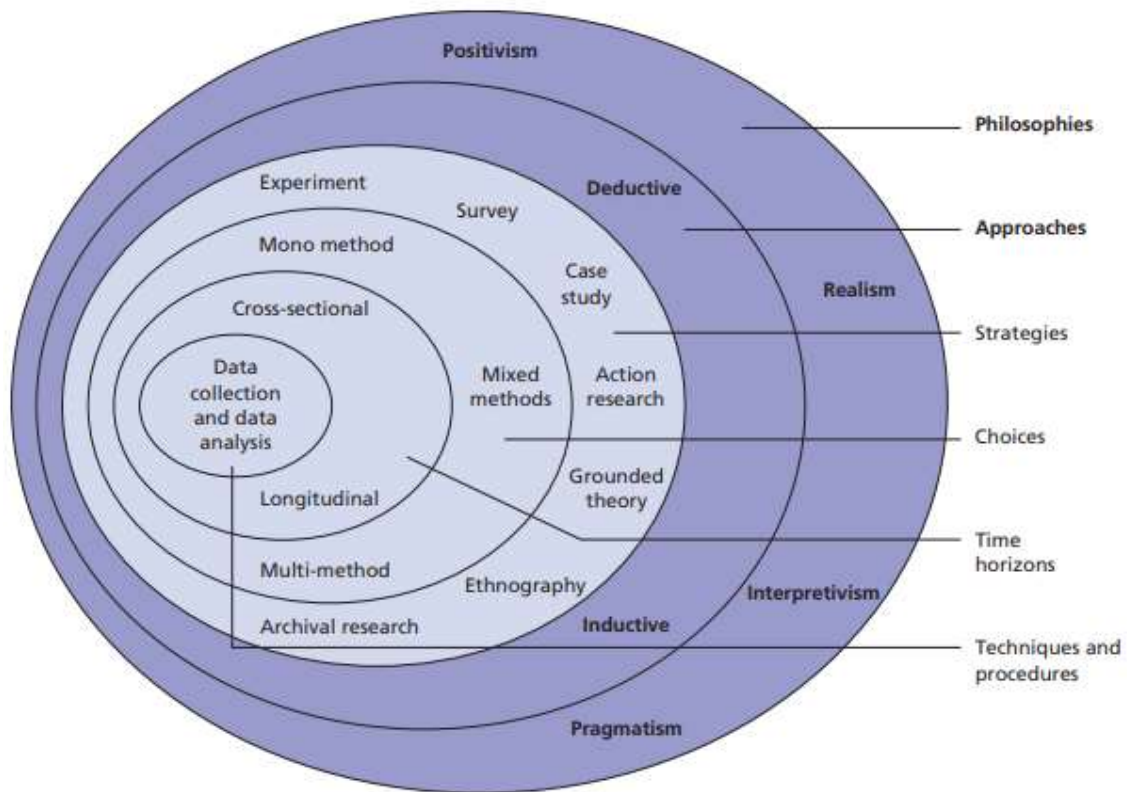 Positivism
Philosophies
Experiment
Deductive
Survey
Approaches
Mono method
Case
study
Realism
Cross-sectional
Strategies
Data
collection
and data
analysis
Mixed
methods
Action
research
Choices
Grounded
theory
Longitudinal
Time
horizons
Multi-method
Ethnography
Interpretivism
Archival research
Inductive
Techniques and
procedures
Pragmatism